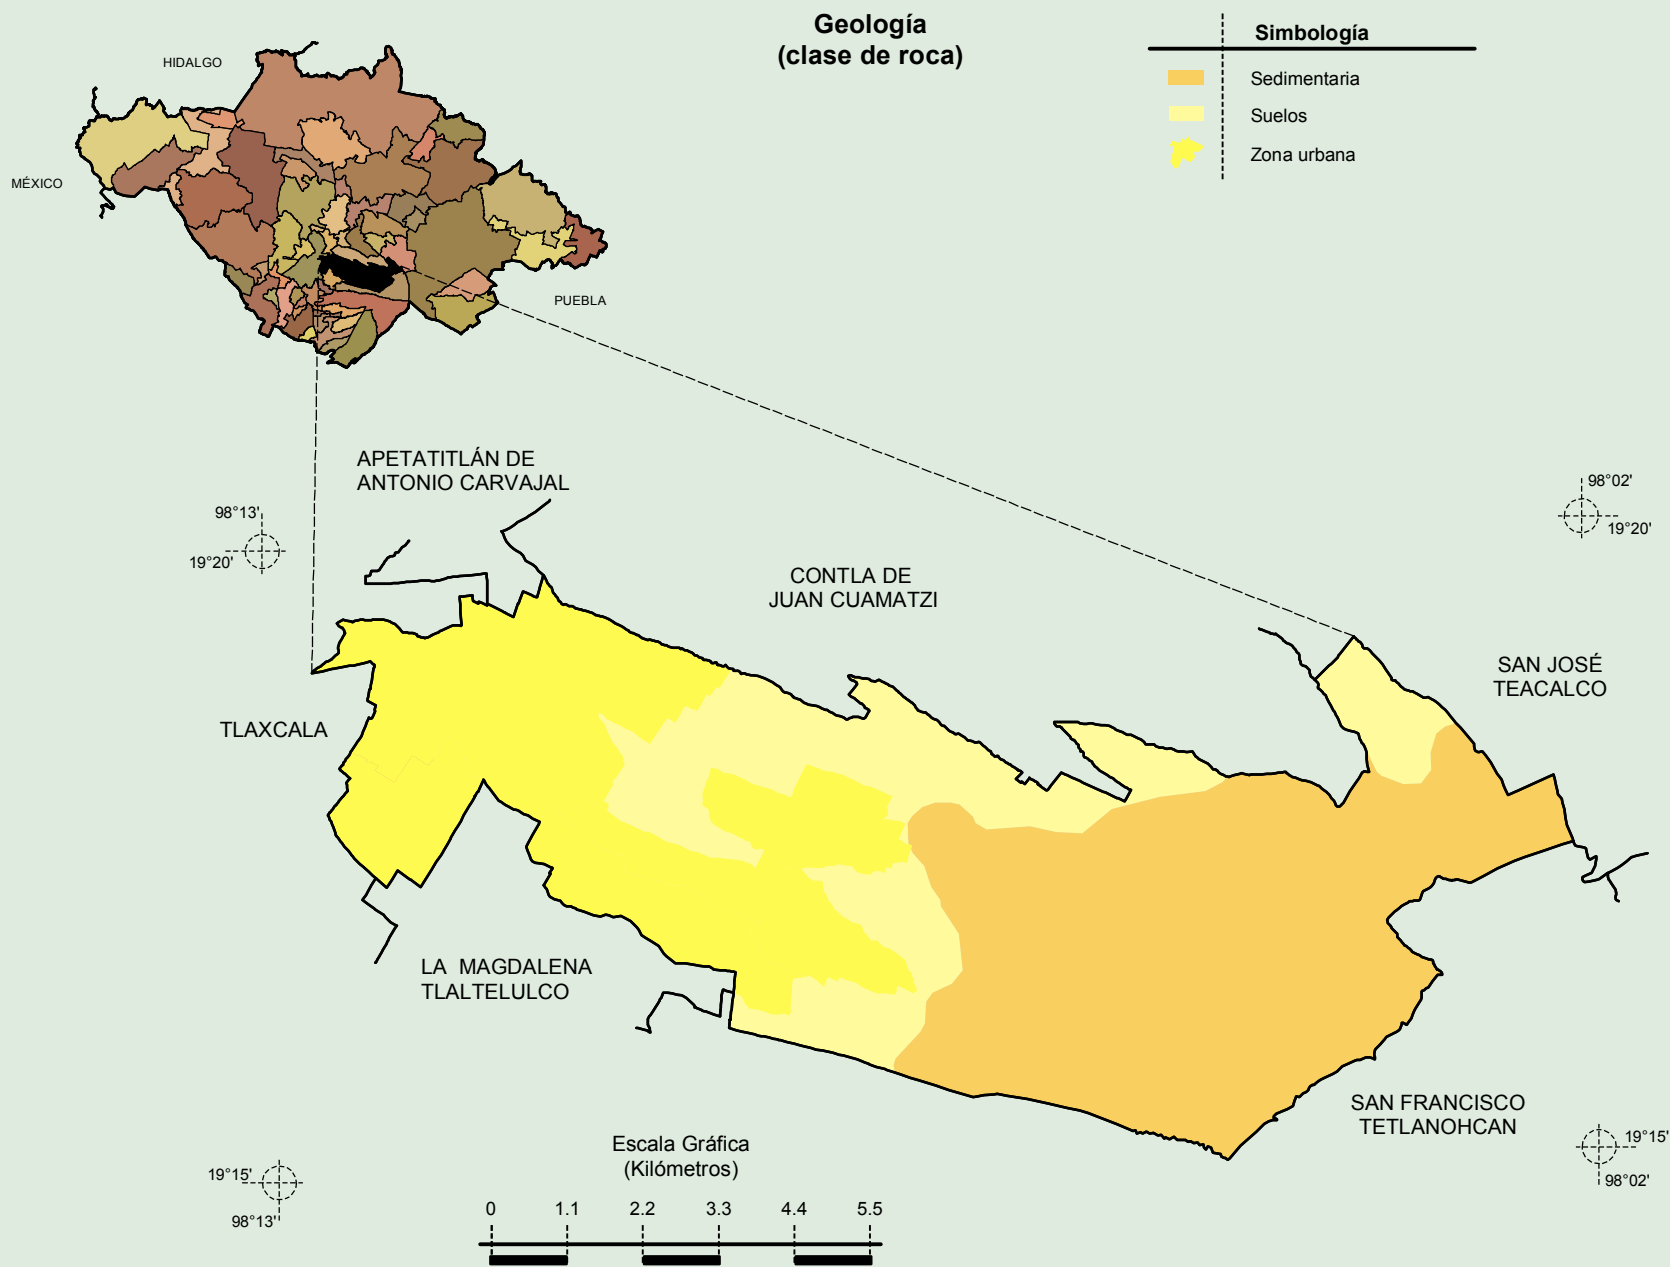 Geología
(clase de roca)
Simbología
Sedimentaria
Suelos
Zona urbana
HIDALGO
MÉXICO
PUEBLA
APETATITLÁN DE
ANTONIO CARVAJAL
98°13'
19°20'
98°02'
19°20'
CONTLA DE
JUAN CUAMATZI
SAN JOSÉ
TEACALCO
TLAXCALA
LA MAGDALENA
TLALTELULCO
SAN FRANCISCO
TETLANOHCAN
19°15'
98°02'
19°15'
98°13'
Escala Gráfica
(Kilómetros)
0 1.1 2.2 3.3 4.4 5.5